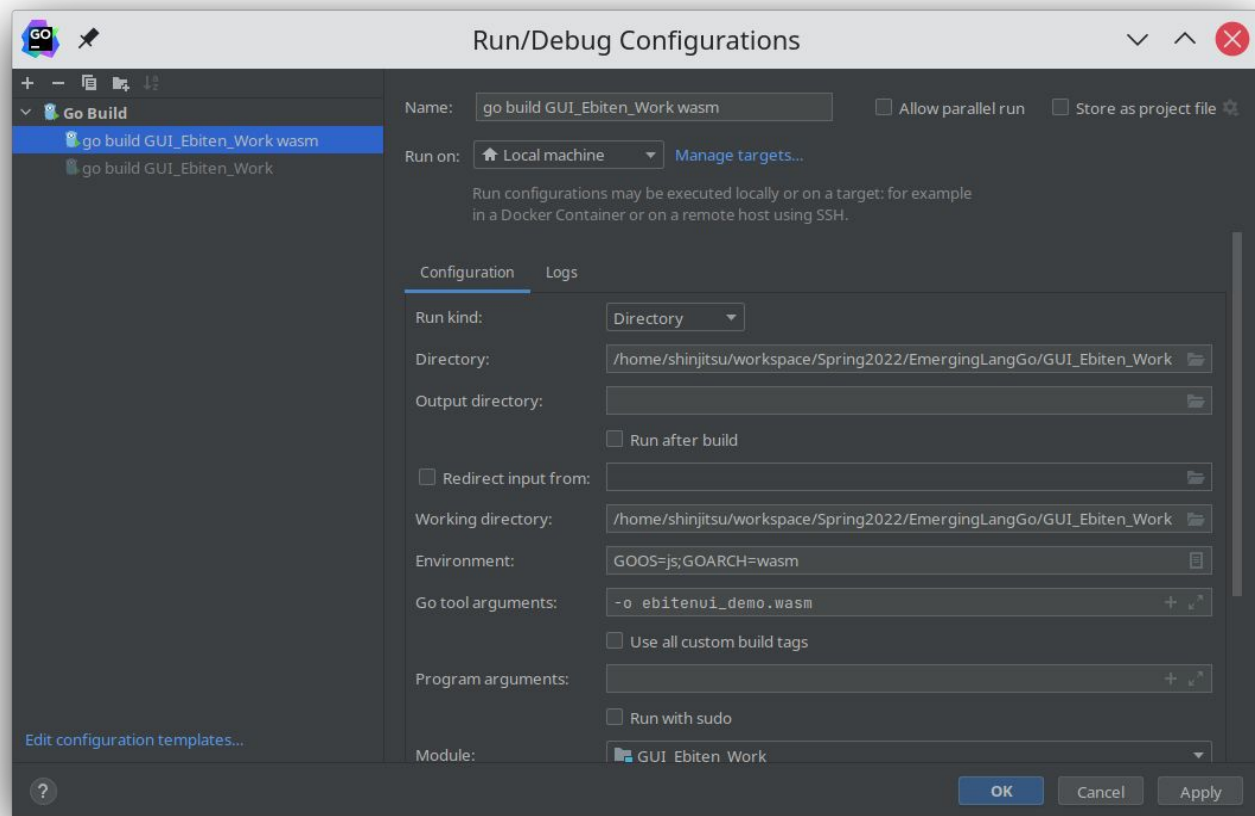 GO
Run/Debug Configurations
Go Build
go build GUI_Ebiten_Work wasm
go build GUI_Ebiten_Work
Edit configuration templates...
Name: go build GUI_Ebiten_Work wasm Allow parallel run Store as project file
Run on: Local machine Manage targets...
Run configurations may be executed locally or on a target: for example
in a Docker Container or on a remote host using SSH.
Configuration Logs
Run kind: Directory
Directory: /home/shinjitsu/workspace/Spring2022/EmergingLangGo/GUI_Ebiten_Work
Output directory:
Run after build
Redirect input from:
Working directory: /home/shinjitsu/workspace/Spring2022/EmergingLangGo/GUI_Ebiten_Work
Environment: GOOS=js;GOARCH=wasm
Go tool arguments: -o ebitenui_demo.wasm
Use all custom build tags
Program arguments:
Run with sudo
Module: GUI_Ebiten_Work
? OK Cancel Apply